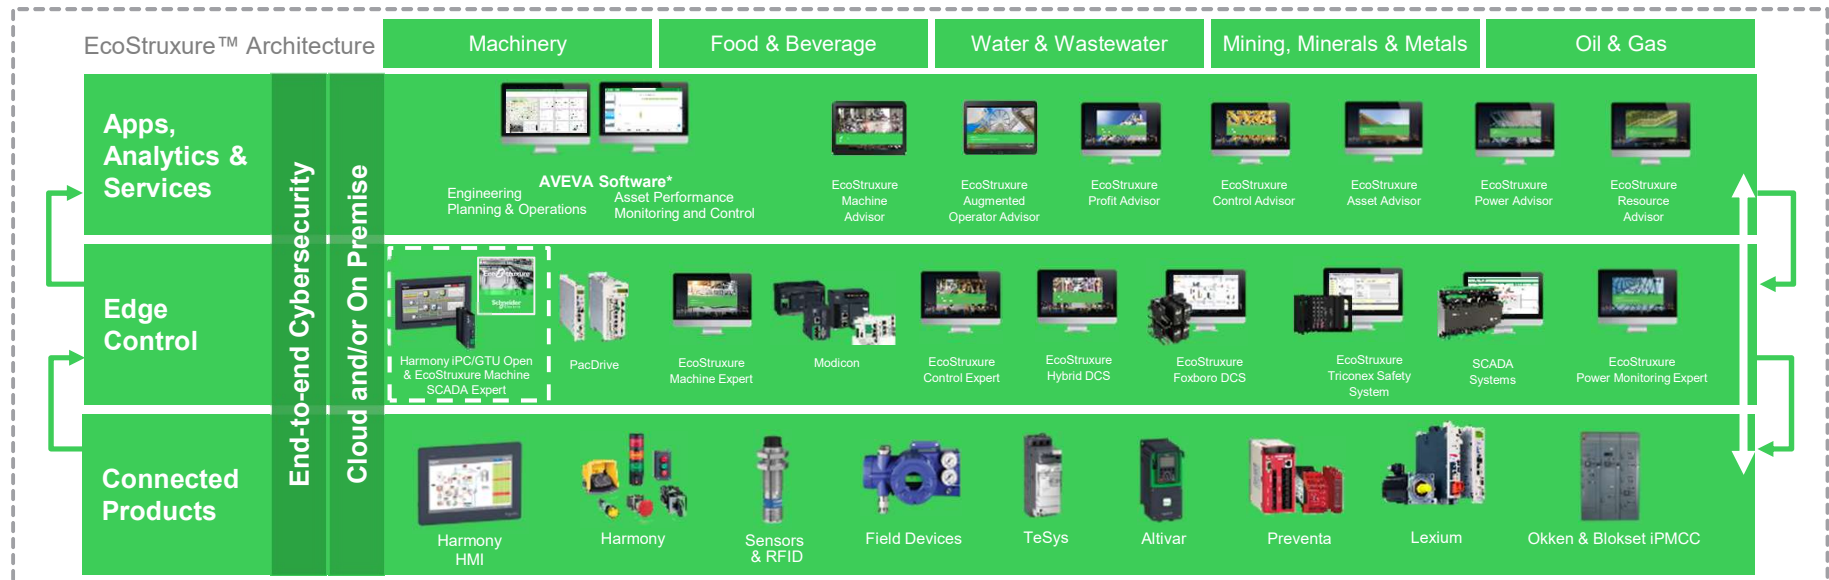 EcoStruxure™ Architecture
Machinery
Food & Beverage
Water & Wastewater
Mining, Minerals & Metals
Oil & Gas
Apps,
Analytics &
Services
End-to-end Cybersecurity
Cloud and/or On Premise
AVEVA Software*
Engineering
Planning & Operations
Asset Performance
Monitoring and Control
EcoStruxure
Machine
Advisor
EcoStruxure
Augmented
Operator Advisor
EcoStruxure
Profit Advisor
EcoStruxure
Control Advisor
EcoStruxure
Asset Advisor
EcoStruxure
Power Advisor
EcoStruxure
Resource
Advisor
Edge
Control
EcoStruxure
Schneider
Harmony iPC/GTU Open
& EcoStruxure Machine
SCADA Expert
PacDrive
EcoStruxure
Machine Expert
Modicon
EcoStruxure
Control Expert
EcoStruxure
Hybrid DCS
EcoStruxure
Foxboro DCS
EcoStruxure
Triconex Safety
System
SCADA
Systems
EcoStruxure
Power Monitoring Expert
Connected
Products
Harmony
HMI
Harmony
Sensors
& RFID
Field Devices
TeSys
Altivar
Preventa
Lexium
Okken & Blokset iPMCC